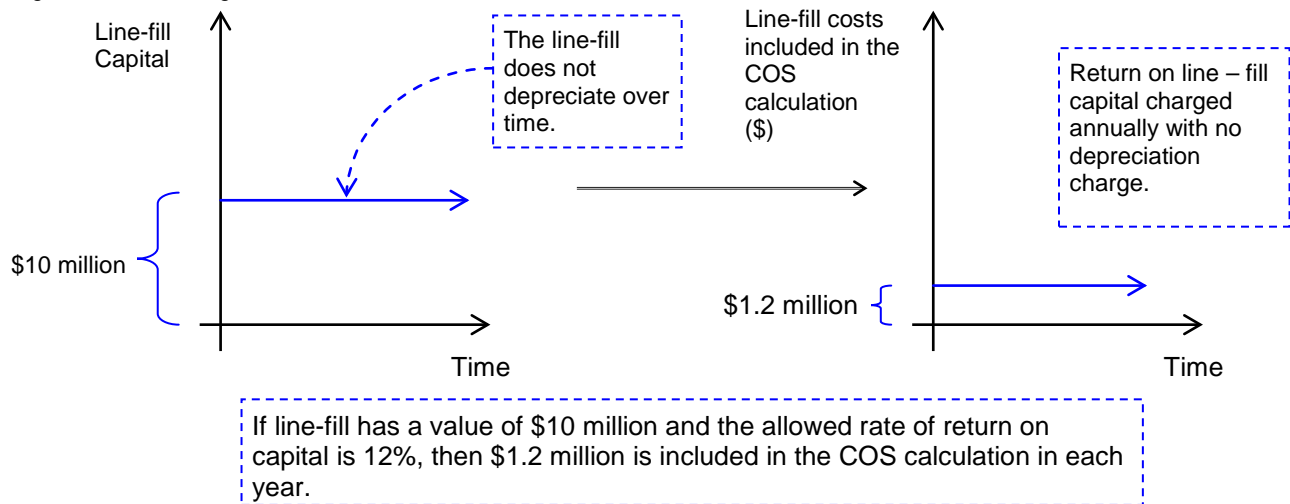 Line-fill
Capital
The line-fill
does not
depreciate over
time.
$10 million
Time
Line-fill costs
included in the
COS
calculation
($)
Return on line – fill
capital charged
annually with no
depreciation
charge.
$1.2 million
Time
If line-fill has a value of $10 million and the allowed rate of return on
capital is 12%, then $1.2 million is included in the COS calculation in each
year.